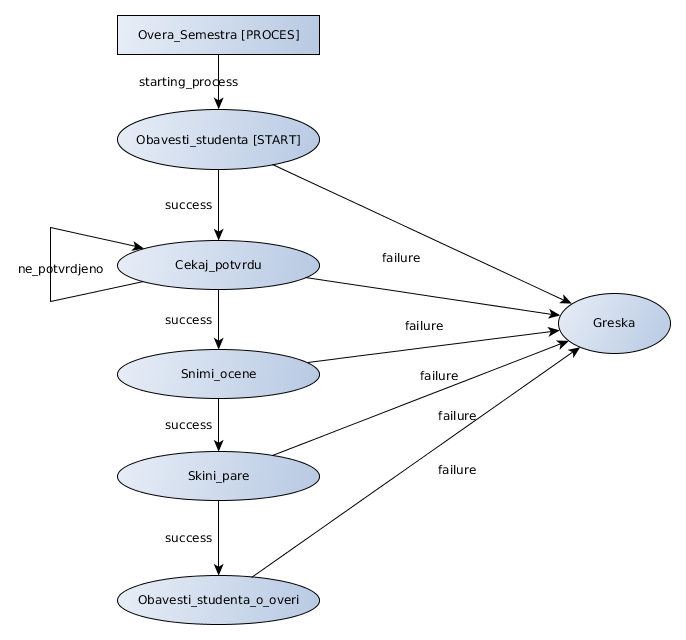 Overa_Semestra [PROCES]
starting_process
Obavesti_studenta [START]
success
failure
ne_potvrdjeno
Cekaj_potvrdu
success
failure
Greska
Snimi_ocene
failure
success
failure
Skini_pare
failure
success
Obavesti_studenta_o_overi